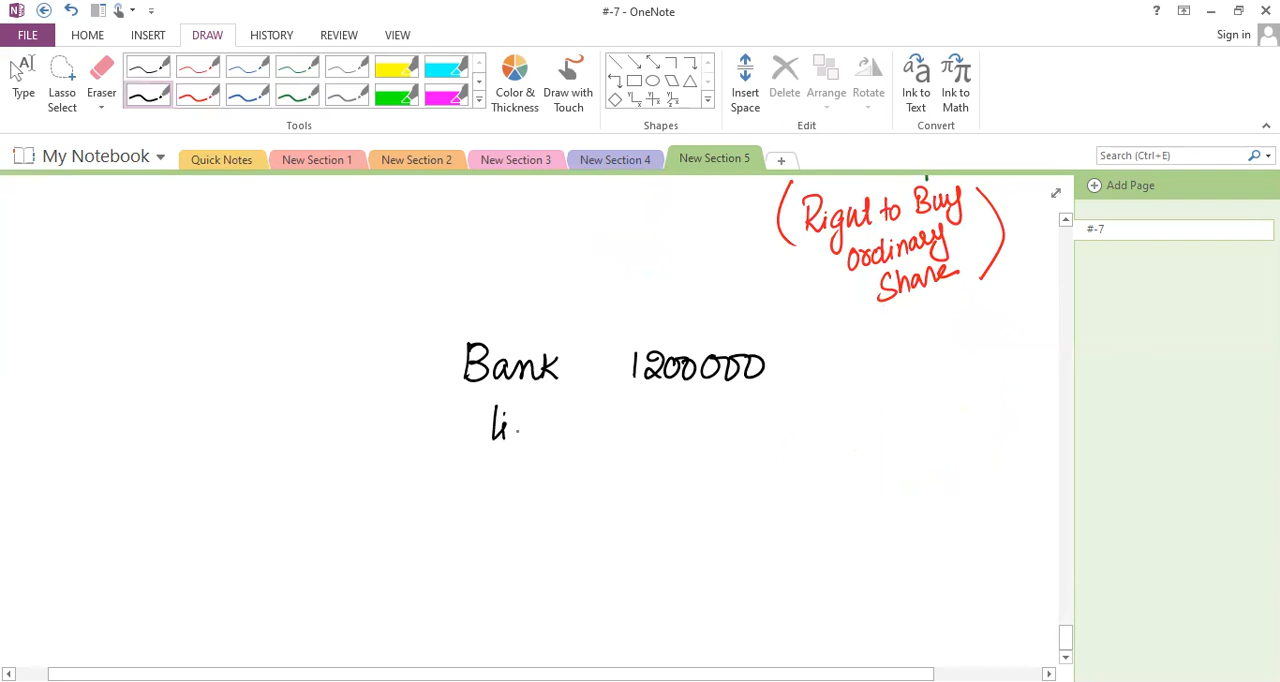 #-7 - OneNote
? 
FILE HOME INSERT DRAW HISTORY REVIEW VIEW Sign in
Type Lasso Select Eraser Color & Thickness Draw with Touch Insert Space Delete Arrange Rotate Ink to Text Ink to Math
Tools Shapes Edit Convert
My Notebook Quick Notes New Section 1 New Section 2 New Section 3 New Section 4 New Section 5 Search (Ctrl+E)
Add Page
#-7
(Right to Buy
ordinary
Share)
Bank 1200000
li